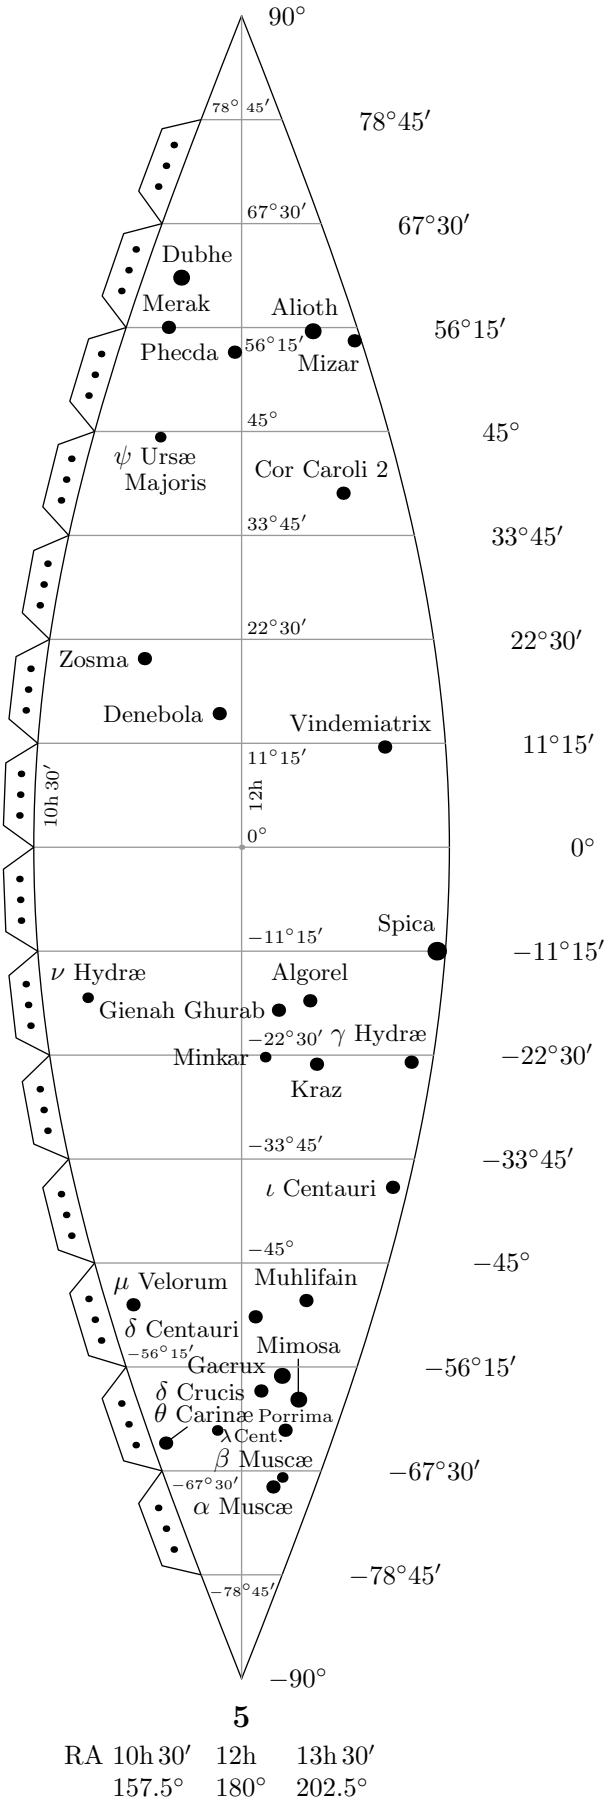 90°
78° 45′
78°45′
67°30′
67°30′
Dubhe
Merak
Alioth
56°15′
Phecda
56°15′
Mizar
45°
45°
ψ Ursæ
Majoris
Cor Caroli 2
33°45′
33°45′
22°30′
22°30′
Zosma
Denebola
Vindemiatrix
11°15′
11°15′
10h 30′
12h
0°
0°
Spica
−11°15′
−11°15′
ν Hydræ
Algorel
Gienah Ghurab
−22°30′
γ Hydræ
Minkar
−22°30′
Kraz
−33°45′
−33°45′
ι Centauri
−45°
−45°
μ Velorum
Muhlifain
δ Centauri
Mimosa
−56°15′
Gacrux
−56°15′
δ Crucis
θ Carinæ
Porrima
λCent.
β Muscæ
−67°30′
−67°30′
α Muscæ
−78°45′
−78°45′
−90°
5
RA 10h 30′ 12h 13h 30′
157.5° 180° 202.5°